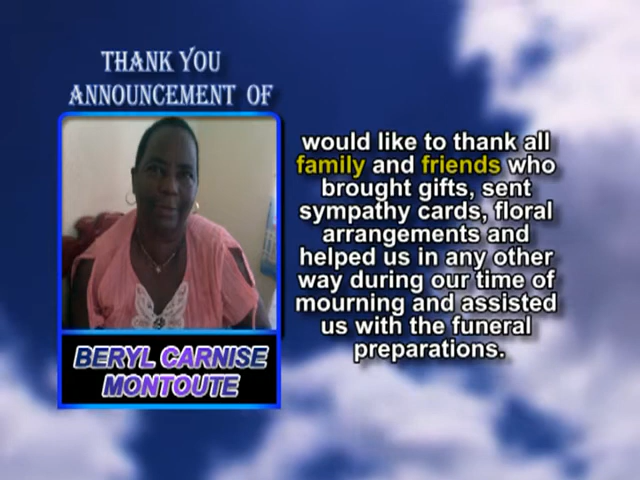 THANK YOU
ANNOUNCEMENT OF
BERYL CARNISE
MONTOUTE
would like to thank all
family and friends who
brought gifts, sent
sympathy cards, floral
arrangements and
helped us in any other
way during our time of
mourning and assisted
us with the funeral
preparations.